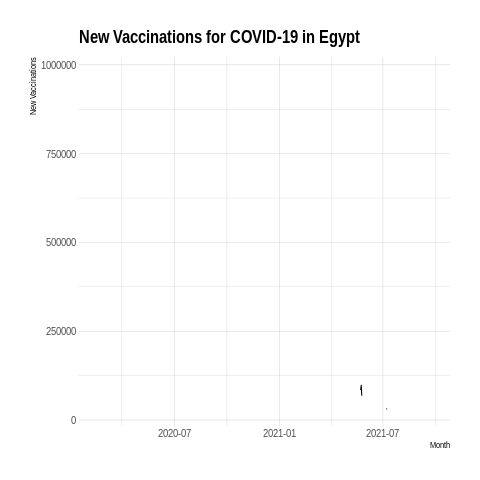 New Vaccinations for COVID-19 in Egypt
New Vaccinations
1000000
750000
500000
250000
0
2020-07
2021-01
2021-07
Month